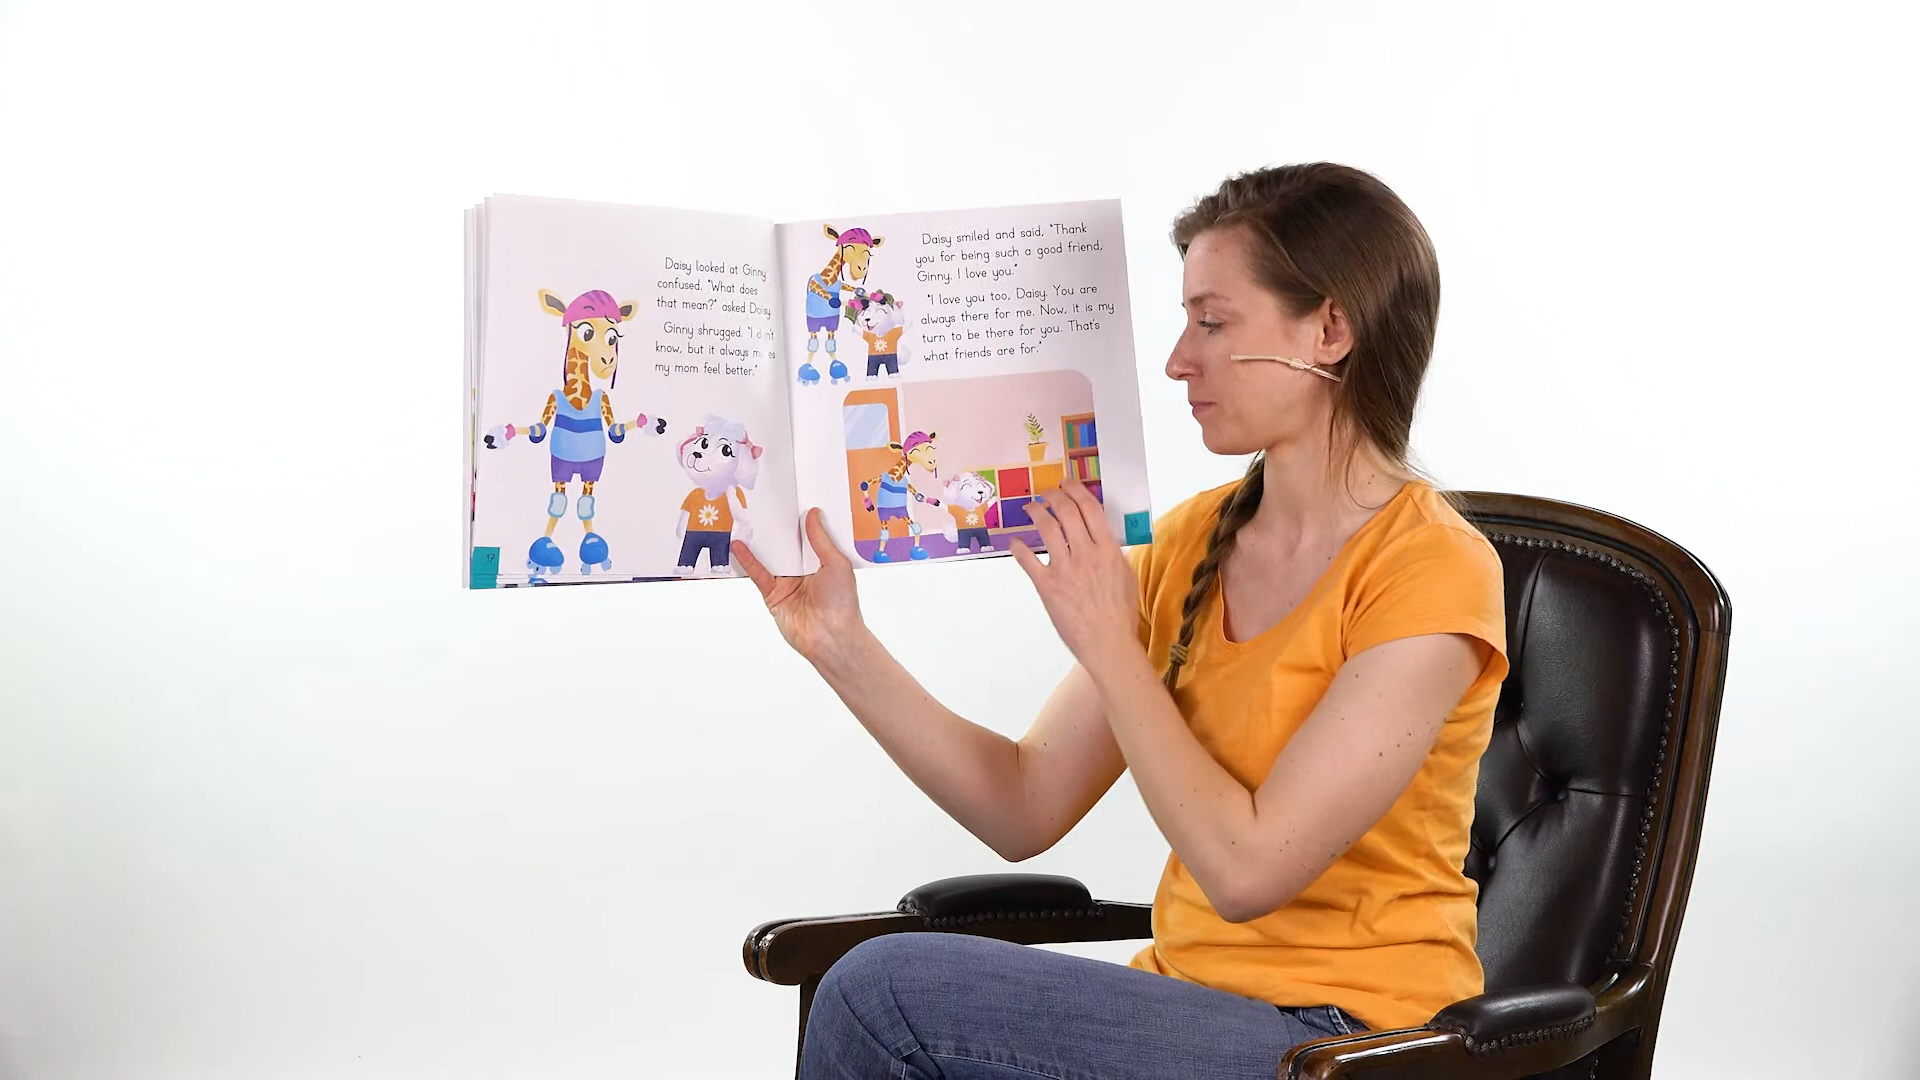 Daisy looked at Ginny
confused. "What does
that mean?" asked Daisy.
Ginny shrugged. "I don't
know, but it always makes
my mom feel better."
17
Daisy smiled and said, "Thank
you for being such a good friend,
Ginny. I love you."
"I love you too, Daisy. You are
always there for me. Now, it is my
turn to be there for you. That's
what friends are for."
18